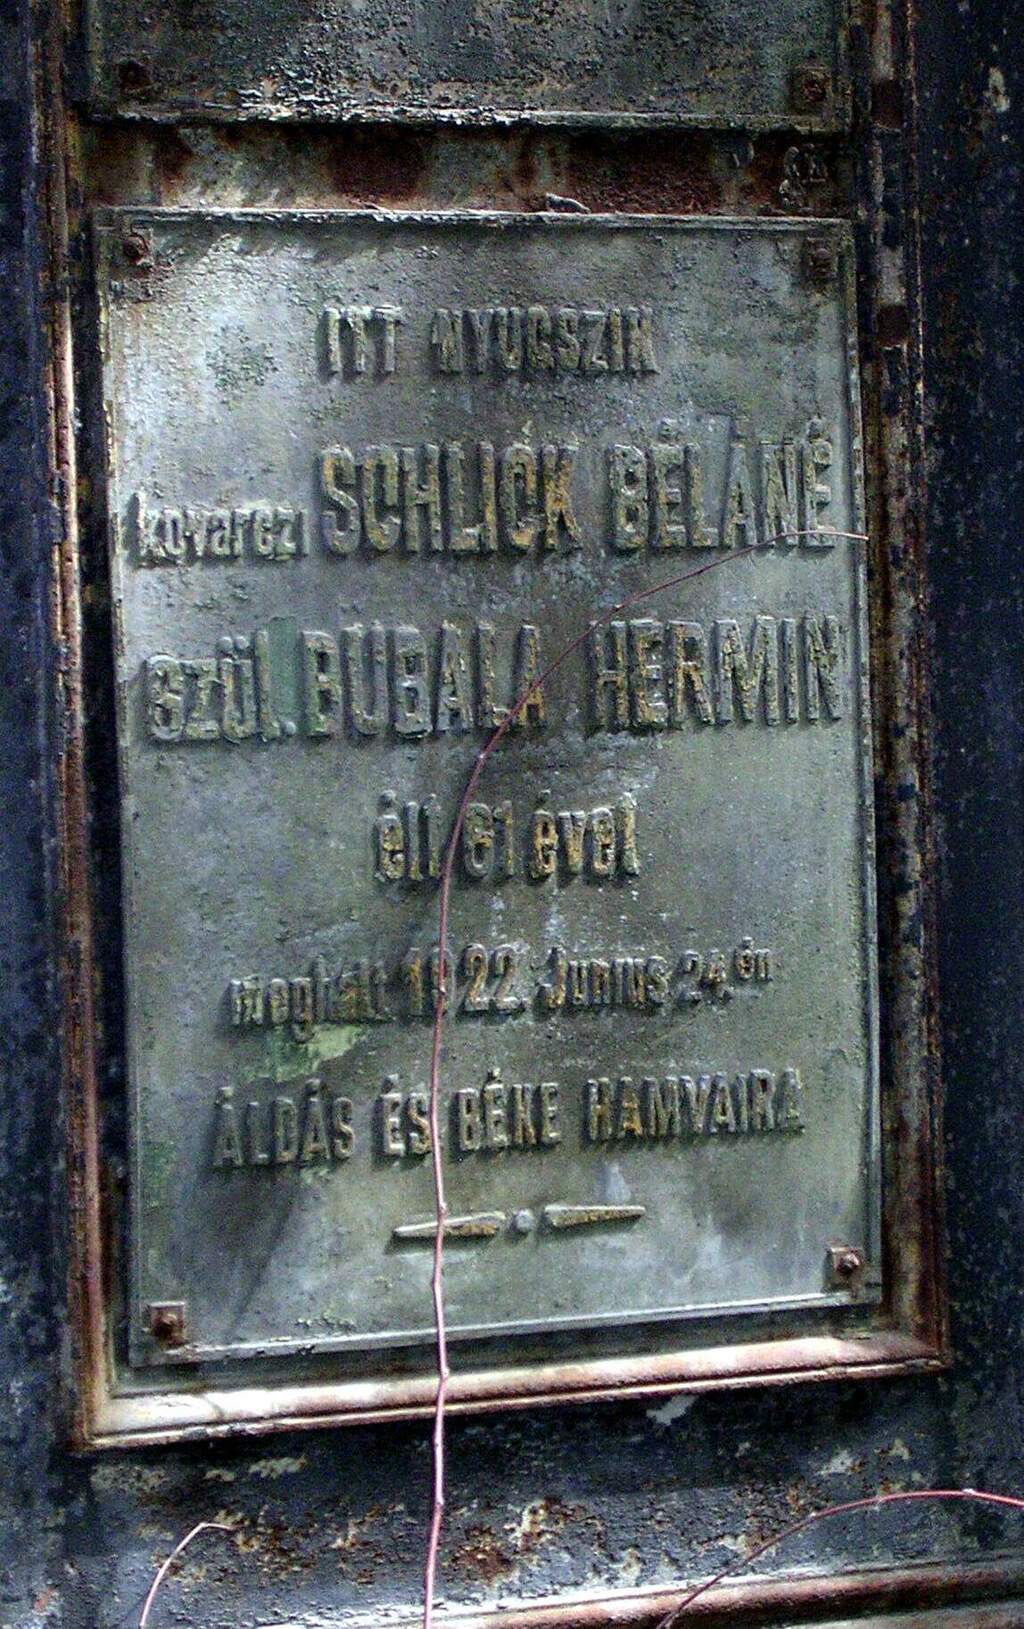 ITT NYUGSZIK
kovarczi SCHLICK BÉLÁNÉ
szül. BUBALA HERMIN
élt 61 évet
meghalt 1922. Junius 24.én
ÁLDÁS ÉS BÉKE HAMVAIRA